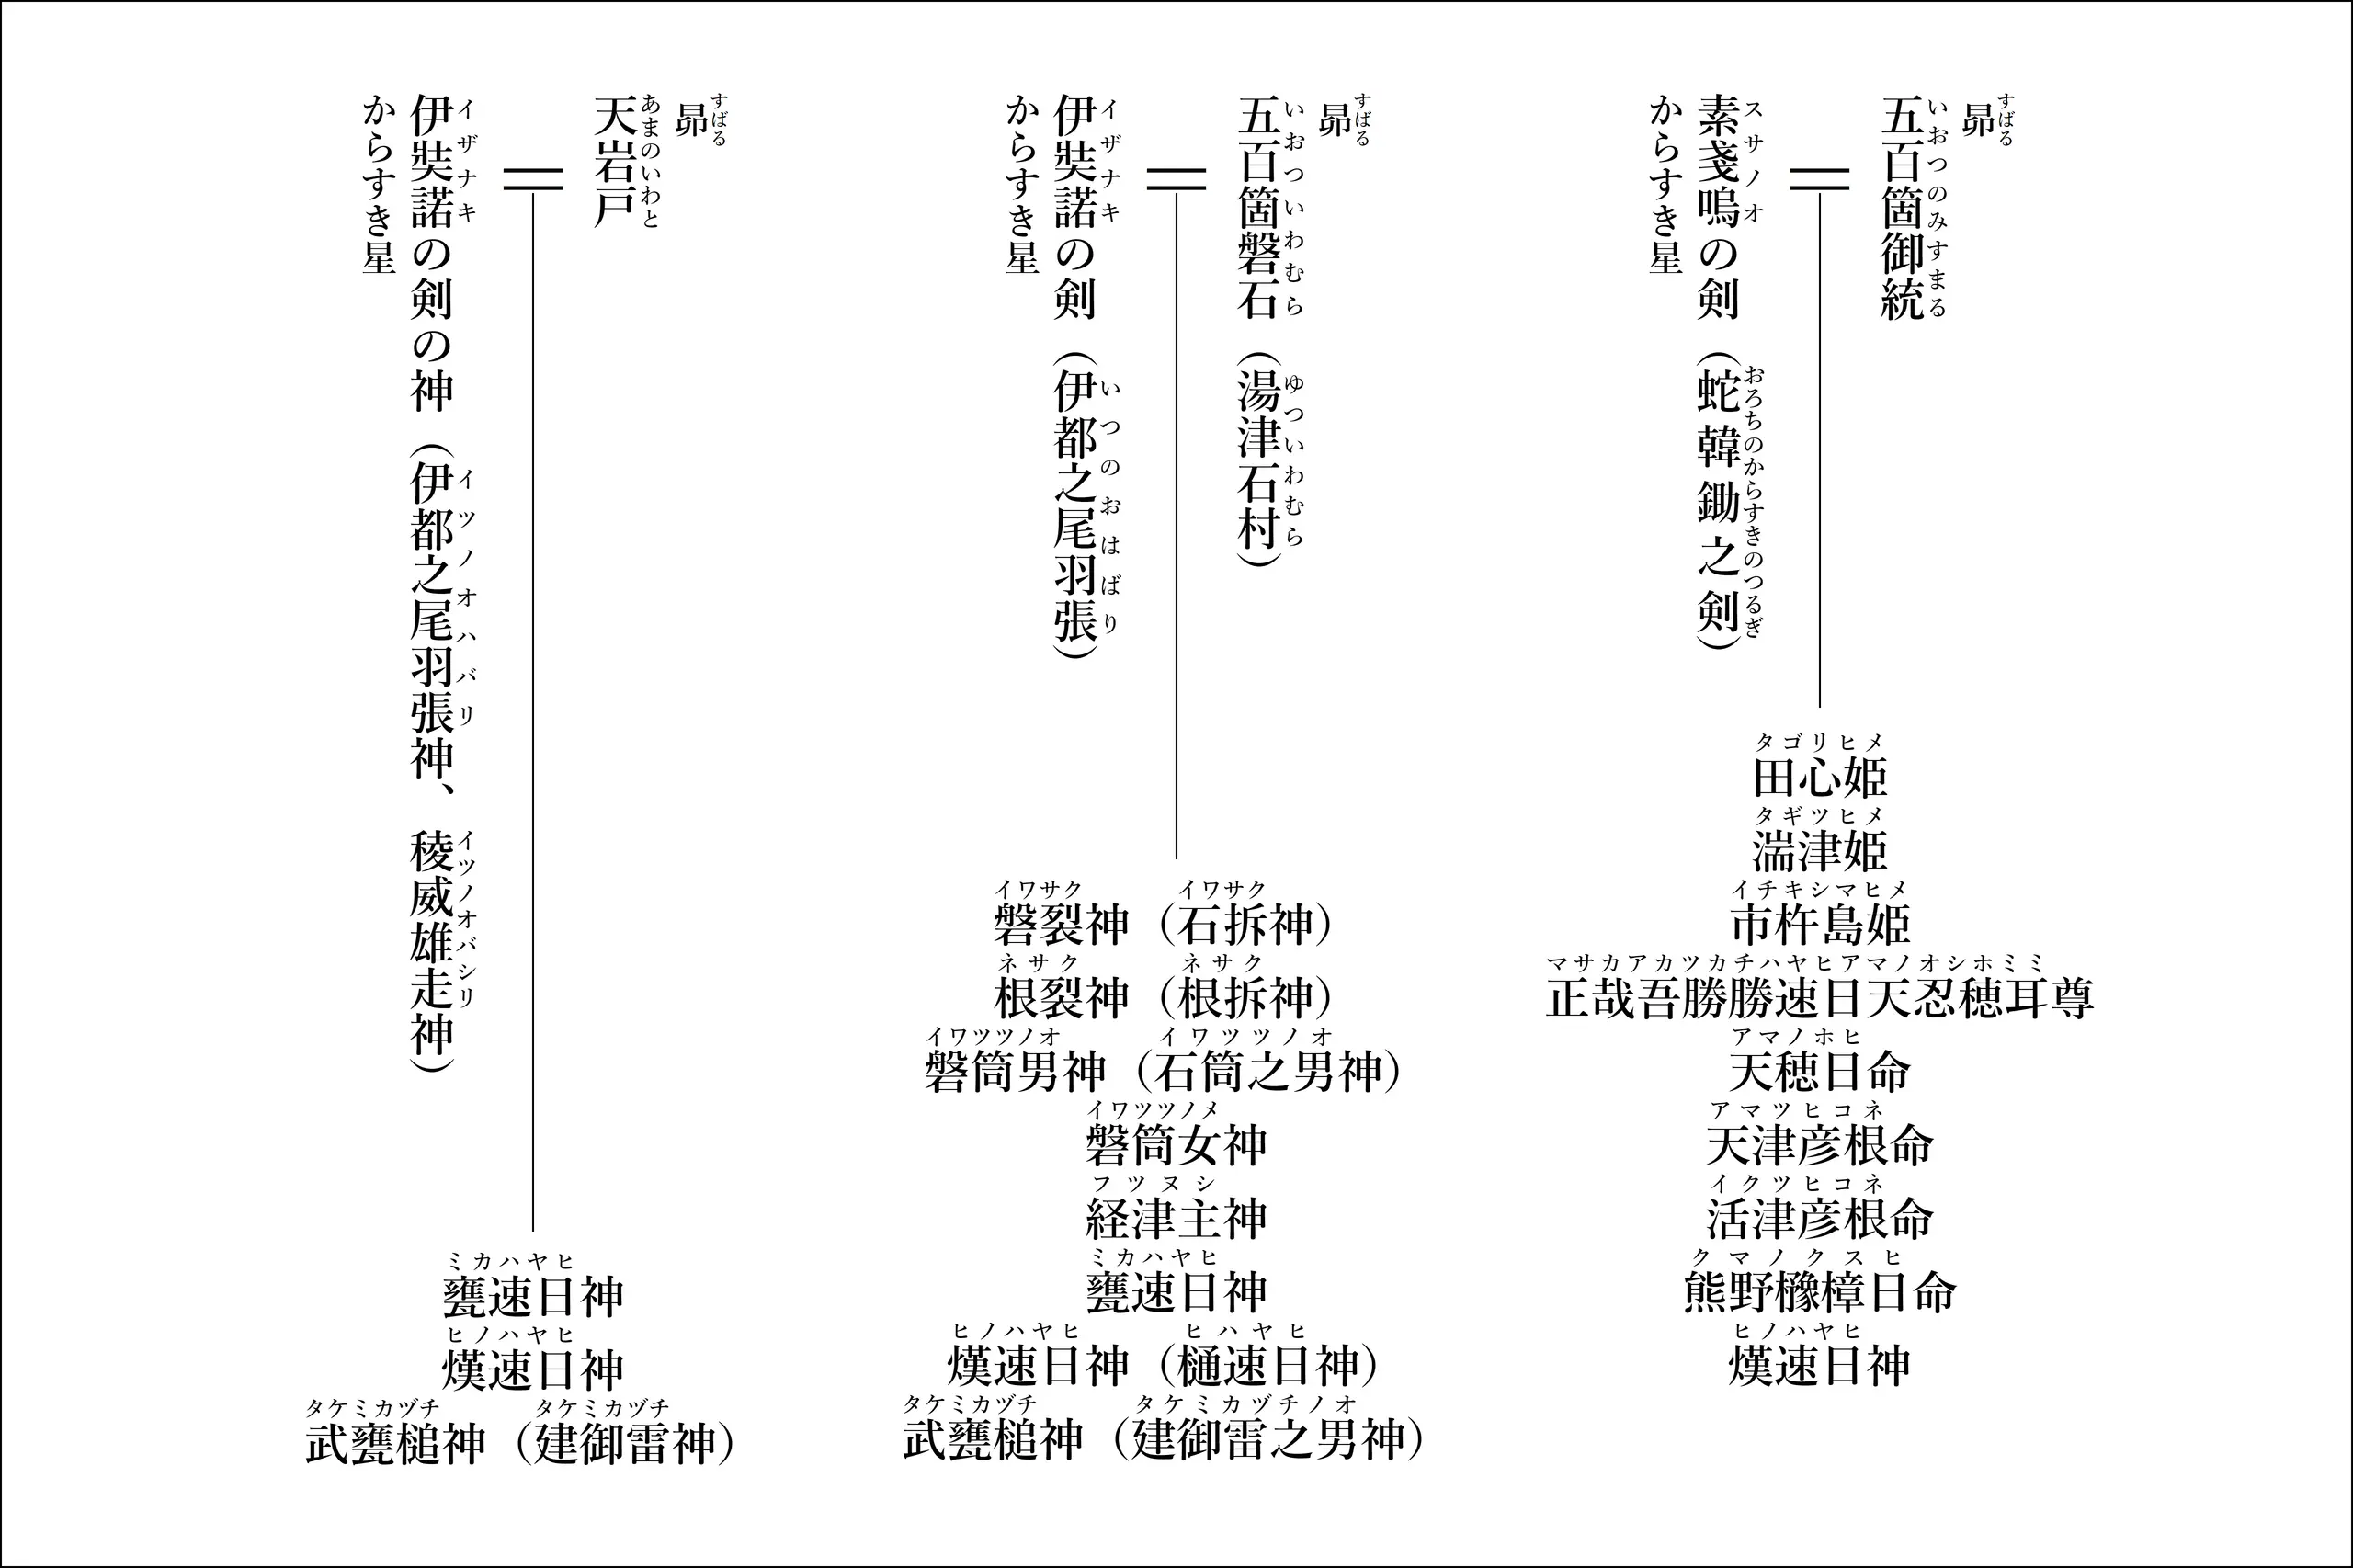 昴
すばる
五百箇御統
いおつのみすまる
素戔嗚の剣（蛇韓鋤之剣）
スサノオ
おろちのからすきのつるぎ
からすき星
田心姫
タゴリヒメ
湍津姫
タギツヒメ
市杵島姫
イチキシマヒメ
正哉吾勝勝速日天忍穂耳尊
マサカアカツカチハヤヒアマノオシホミミ
天穂日命
アマノホヒ
天津彦根命
アマツヒコネ
活津彦根命
イクツヒコネ
熊野櫲樟日命
クマノクスヒ
熯速日神
ヒノハヤヒ
昴
すばる
五百箇磐石（湯津石村）
いおついわむら
ゆついわむら
伊奘諾の剣（伊都之尾羽張）
イザナキ
いつのおはばり
からすき星
磐裂神（石拆神）
イワサク
イワサク
根裂神（根拆神）
ネサク
ネサク
磐筒男神（石筒之男神）
イワツツノオ
イワツツノオ
磐筒女神
イワツツノメ
経津主神
フツヌシ
甕速日神
ミカハヤヒ
熯速日神（樋速日神）
ヒノハヤヒ
ヒハヤヒ
武甕槌神（建御雷之男神）
タケミカヅチ
タケミカヅチノオ
昴
すばる
天岩戸
あまのいわと
伊奘諾の剣の神（伊都之尾羽張神、稜威雄走神）
イザナキ
イツノオハバリ
イツノオバシリ
からすき星
甕速日神
ミカハヤヒ
熯速日神
ヒノハヤヒ
武甕槌神（建御雷神）
タケミカヅチ
タケミカヅチ